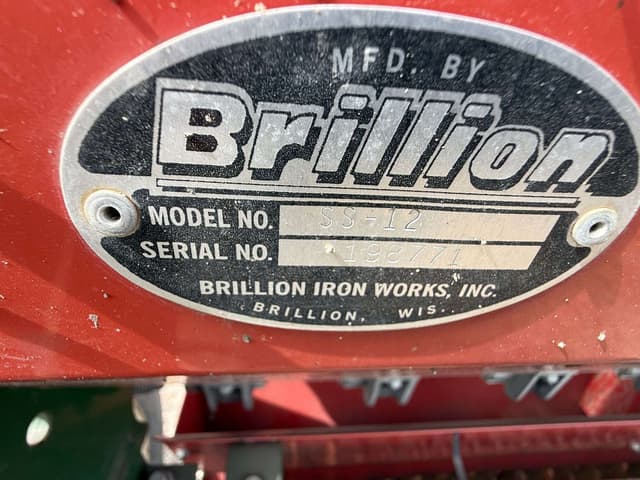 MFD. BY
Brillion
MODEL NO. SS-12
SERIAL NO. 198771
BRILLION IRON WORKS, INC.
BRILLION, WIS.